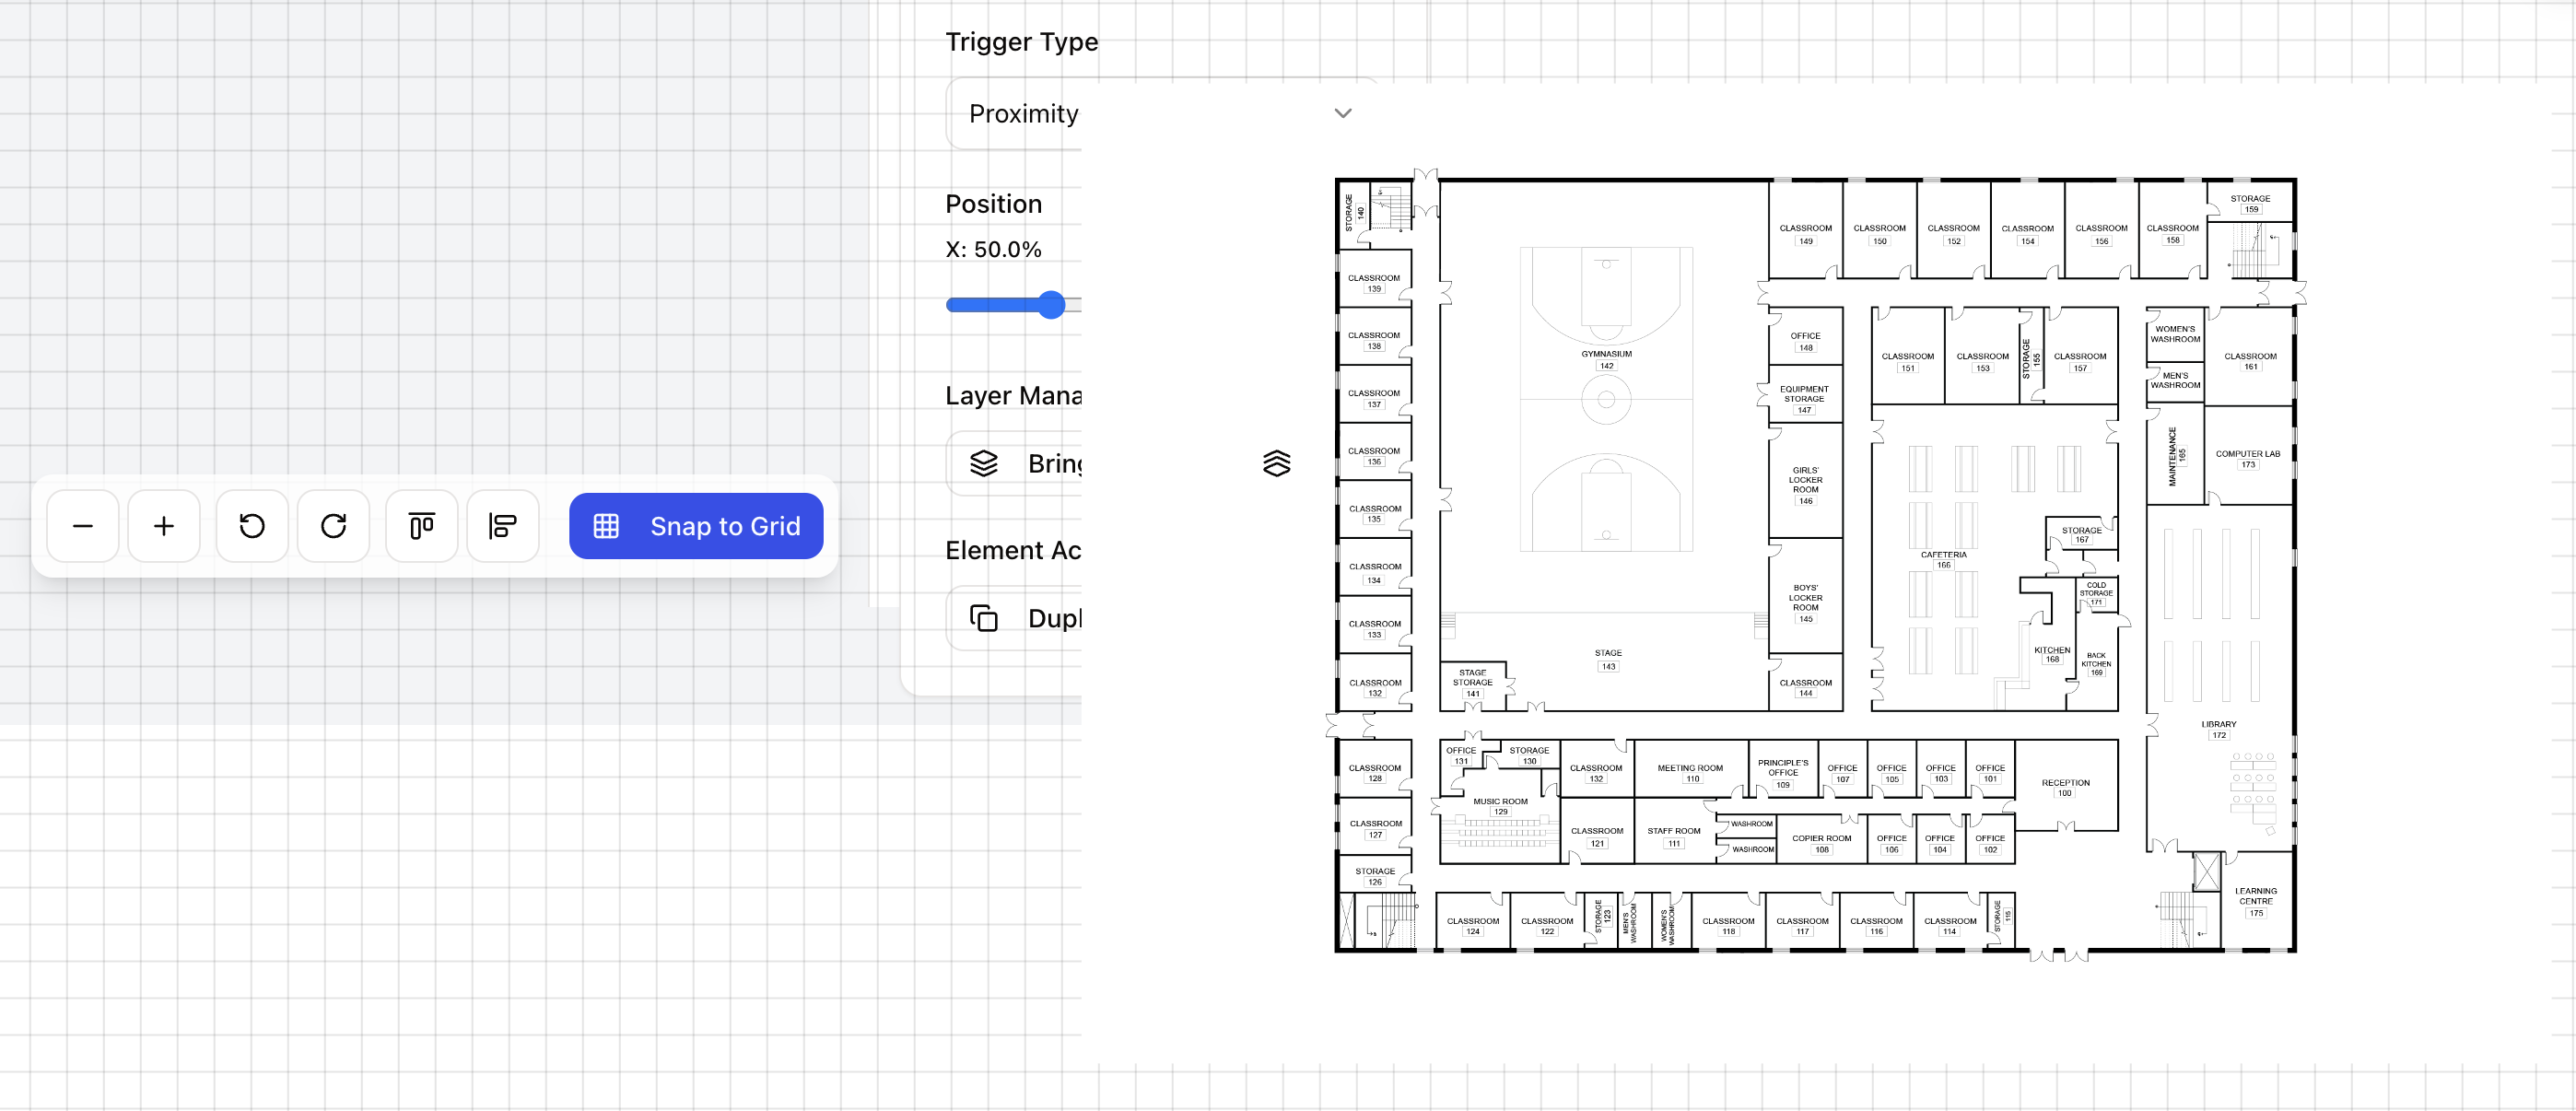 Trigger Type
Proximity
Position
X: 50.0%
Layer Mana
Bring
Element Ac
Dupl
Snap to Grid
STORAGE
140
CLASSROOM
139
CLASSROOM
138
CLASSROOM
137
CLASSROOM
136
CLASSROOM
135
CLASSROOM
134
CLASSROOM
133
CLASSROOM
132
GYMNASIUM
142
STAGE
143
STAGE
STORAGE
141
CLASSROOM
149
CLASSROOM
150
CLASSROOM
152
CLASSROOM
154
CLASSROOM
156
CLASSROOM
158
STORAGE
159
OFFICE
148
EQUIPMENT
STORAGE
147
GIRLS'
LOCKER
ROOM
146
BOYS'
LOCKER
ROOM
145
CLASSROOM
144
CLASSROOM
151
CLASSROOM
153
STORAGE
155
CLASSROOM
157
WOMEN'S
WASHROOM
MEN'S
WASHROOM
CLASSROOM
161
MAINTENANCE
165
COMPUTER LAB
173
CAFETERIA
166
STORAGE
167
COLD
STORAGE
171
KITCHEN
168
BACK
KITCHEN
169
LIBRARY
172
CLASSROOM
128
CLASSROOM
127
STORAGE
126
OFFICE
131
STORAGE
130
MUSIC ROOM
129
CLASSROOM
132
CLASSROOM
121
MEETING ROOM
110
STAFF ROOM
111
WASHROOM
WASHROOM
PRINCIPLE'S
OFFICE
109
OFFICE
107
OFFICE
105
OFFICE
103
OFFICE
101
COPIER ROOM
108
OFFICE
106
OFFICE
104
OFFICE
102
RECEPTION
100
CLASSROOM
124
CLASSROOM
122
STORAGE
123
MEN'S
WASHROOM
WOMEN'S
WASHROOM
CLASSROOM
118
CLASSROOM
117
CLASSROOM
116
CLASSROOM
114
STORAGE
115
LEARNING
CENTRE
175